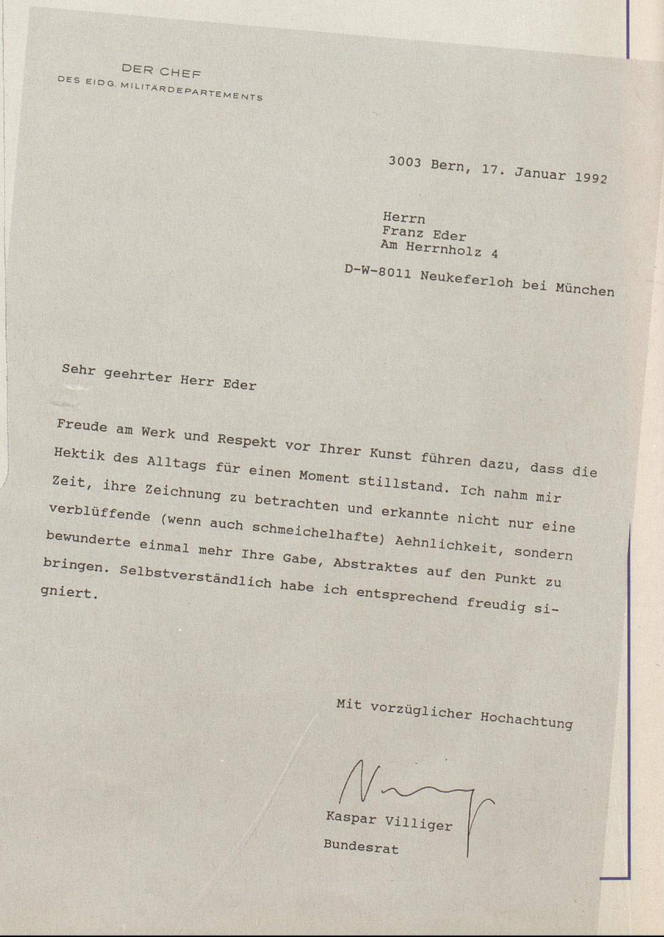 DER CHEF
DES EIDG. MILITÄRDEPARTEMENTS
3003 Bern, 17. Januar 1992
Herrn
Franz Eder
Am Herrnholz 4
D-W-8011 Neukeferloh bei München
Sehr geehrter Herr Eder
Freude am Werk und Respekt vor Ihrer Kunst führen dazu, dass die
Hektik des Alltags für einen Moment stillstand. Ich nahm mir
Zeit, ihre Zeichnung zu betrachten und erkannte nicht nur eine
verblüffende (wenn auch schmeichelhafte) Aehnlichkeit, sondern
bewunderte einmal mehr Ihre Gabe, Abstraktes auf den Punkt zu
bringen. Selbstverständlich habe ich entsprechend freudig si-
gniert.
Mit vorzüglicher Hochachtung
Kaspar Villiger
Bundesrat